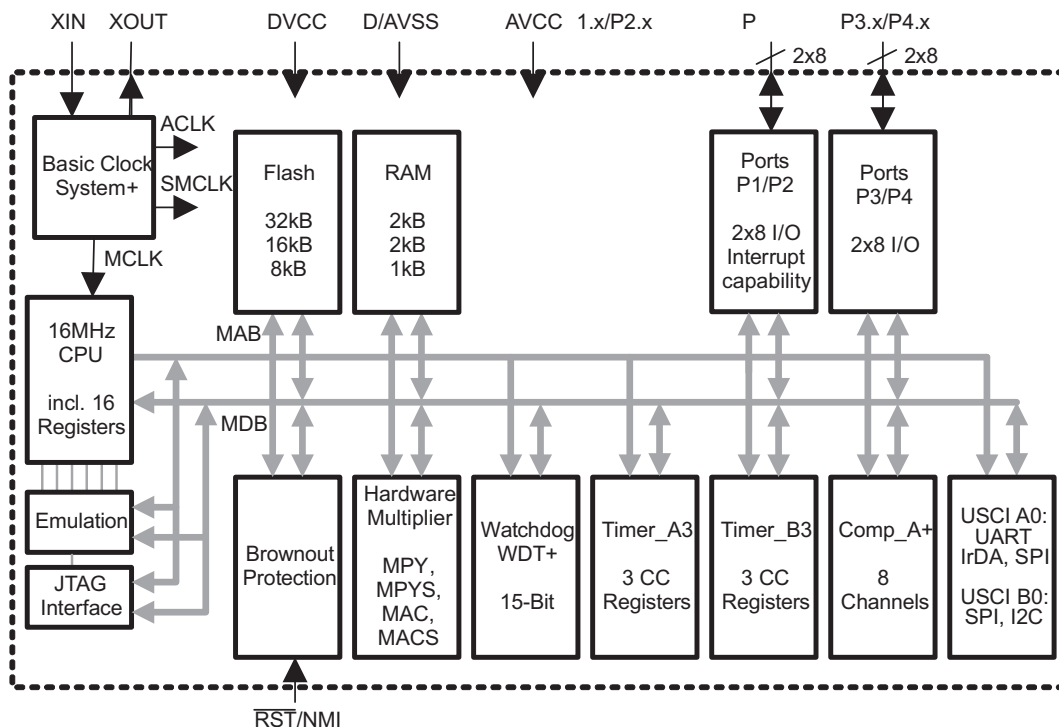 XIN XOUT DVCC D/AVSS AVCC 1.x/P2.x P P3.x/P4.x
2x8 2x8
ACLK
SMCLK
MCLK
Basic Clock
System+
Flash
32kB
16kB
8kB
RAM
2kB
2kB
1kB
Ports
P1/P2
2x8 I/O
Interrupt
capability
Ports
P3/P4
2x8 I/O
16MHz
CPU
incl. 16
Registers
MAB
MDB
Emulation
JTAG
Interface
Brownout
Protection
Hardware
Multiplier
MPY,
MPYS,
MAC,
MACS
Watchdog
WDT+
15-Bit
Timer_A3
3 CC
Registers
Timer_B3
3 CC
Registers
Comp_A+
8
Channels
USCI A0:
UART
IrDA, SPI
USCI B0:
SPI, I2C
RST/NMI